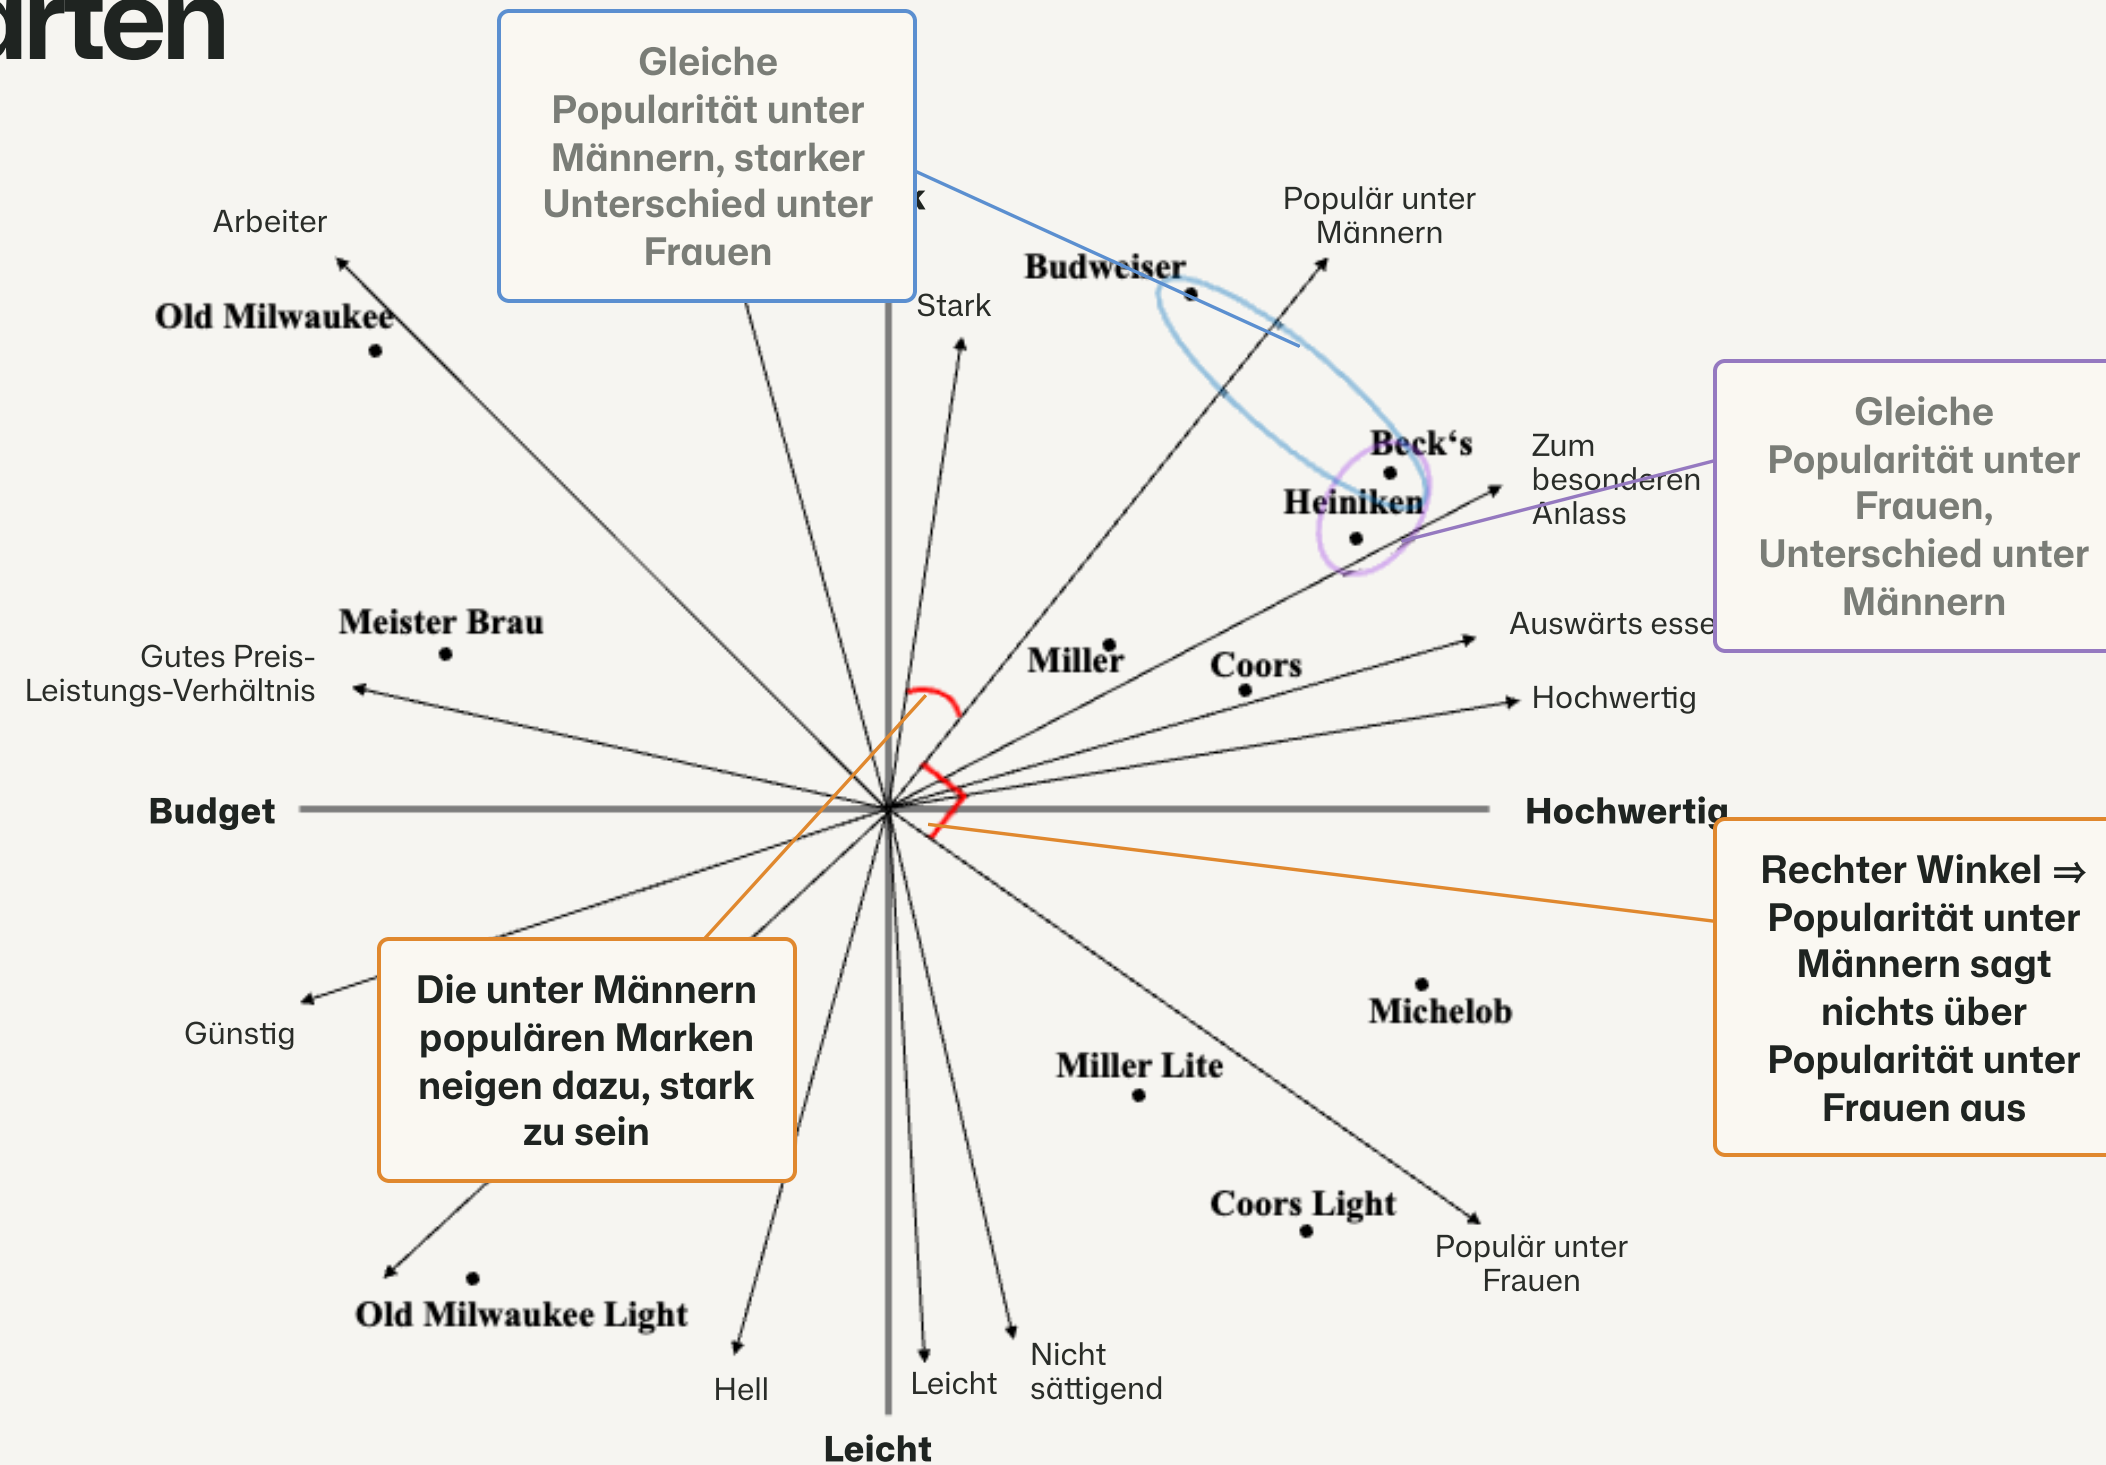 arten
Gleiche
Popularität unter
Männern, starker
Unterschied unter
Frauen
k
Populär unter
Männern
Arbeiter
Budweiser
Old Milwaukee
Stark
Gleiche
Popularität unter
Frauen,
Unterschied unter
Männern
Beck‘s
Zum
besonderen
Anlass
Heiniken
Meister Brau
Auswärts esse
Gutes Preis-
Leistungs-Verhältnis
Miller
Coors
Hochwertig
Budget
Hochwertig
Rechter Winkel ⇒
Popularität unter
Männern sagt
nichts über
Popularität unter
Frauen aus
Die unter Männern
populären Marken
neigen dazu, stark
zu sein
Günstig
Michelob
Miller Lite
Coors Light
Populär unter
Frauen
Old Milwaukee Light
Hell
Leicht
Nicht
sättigend
Leicht